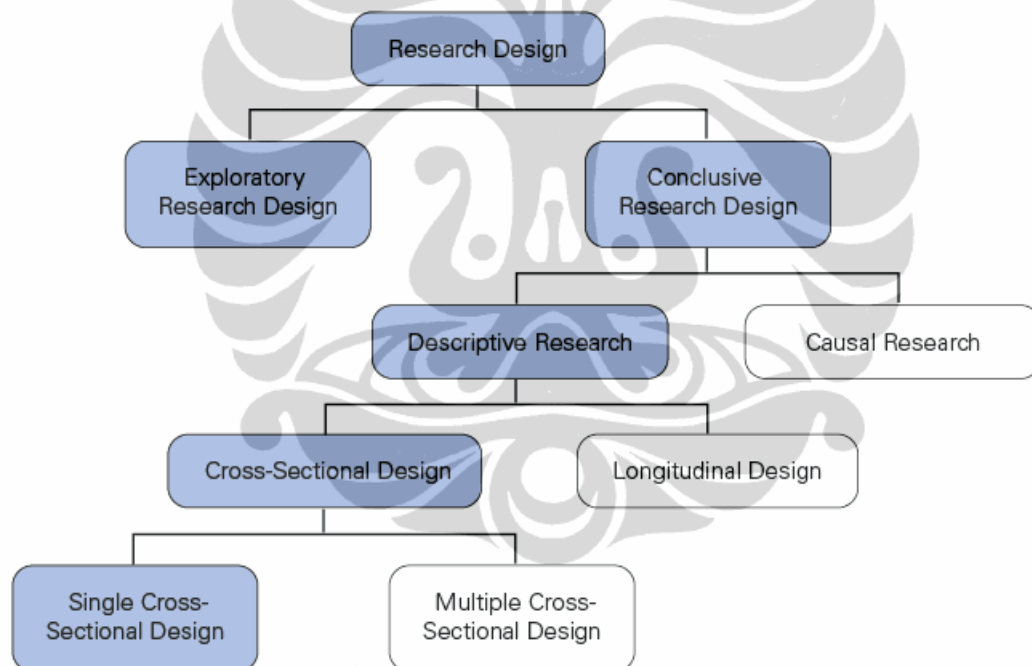 Research Design
Exploratory
Research Design
Conclusive
Research Design
Descriptive Research
Causal Research
Cross-Sectional Design
Longitudinal Design
Single Cross-
Sectional Design
Multiple Cross-
Sectional Design